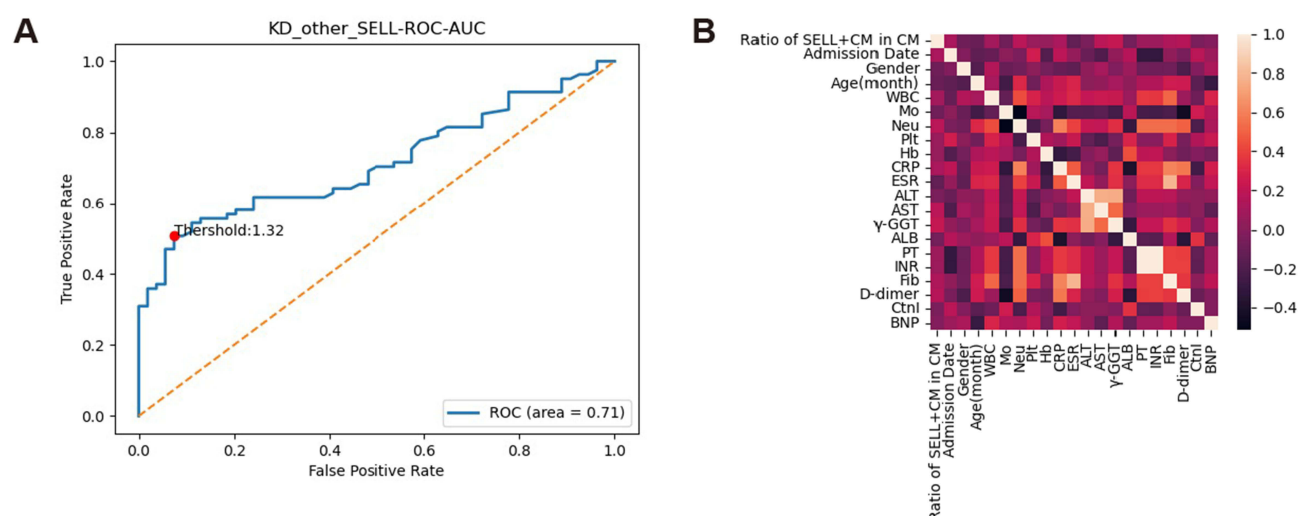 A
KD_other_SELL-ROC-AUC
True Positive Rate
1.0
0.8
0.6
0.4
0.2
0.0
Thershold:1.32
ROC (area = 0.71)
0.0 0.2 0.4 0.6 0.8 1.0
False Positive Rate
B
Ratio of SELL+CM in CM
Admission Date
Gender
Age(month)
WBC
Mo
Neu
Plt
Hb
CRP
ESR
ALT
AST
γ-GGT
ALB
PT
INR
Fib
D-dimer
CtnI
BNP
Ratio of SELL+CM in CM
Admission Date
Gender
Age(month)
WBC
Mo
Neu
Plt
Hb
CRP
ESR
ALT
AST
γ-GGT
ALB
PT
INR
Fib
D-dimer
CtnI
BNP
1.0
0.8
0.6
0.4
0.2
0.0
−0.2
−0.4